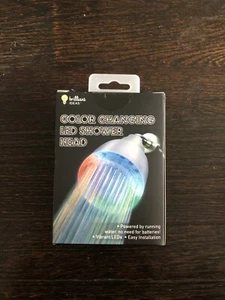 brilliant
IDEAS
COLOR CHANGING
LED SHOWER
HEAD
• Powered by running
water, no need for batteries!
• Vibrant LEDs • Easy Installation